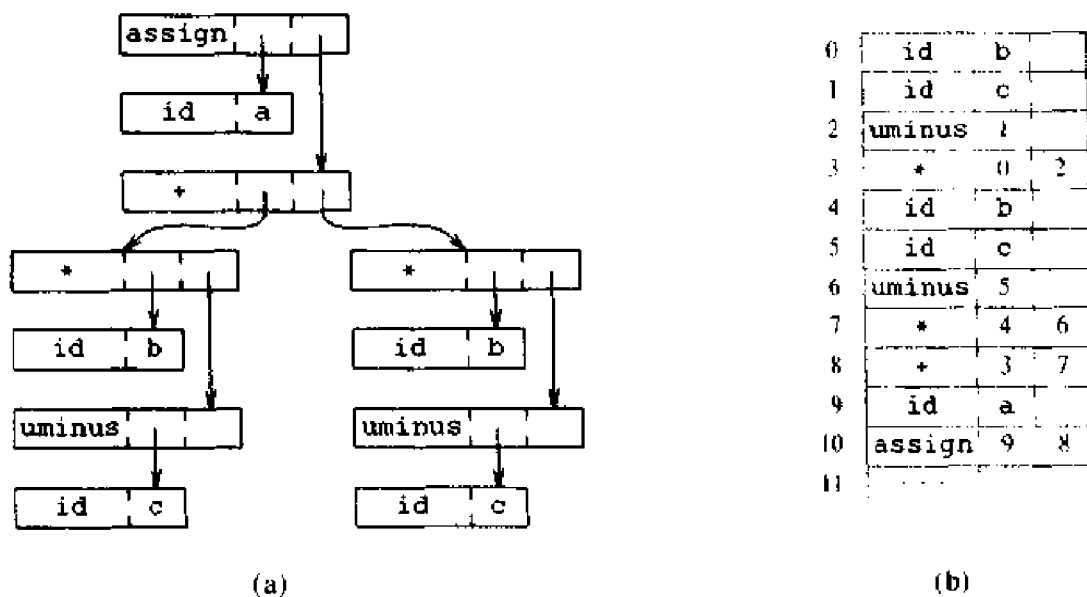 assign
id a
+
* *
id b id b
uminus uminus
id c id c
(a)
0 id b
1 id c
2 uminus 1
3 * 0 2
4 id b
5 id c
6 uminus 5
7 * 4 6
8 + 3 7
9 id a
10 assign 9 8
11 . . . . .
(b)